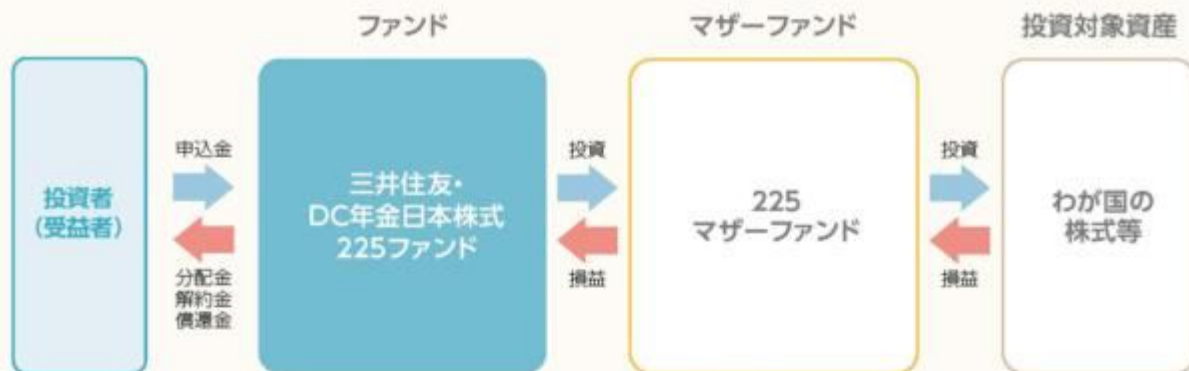 ファンド
マザーファンド
投資対象資産
投資者
(受益者)
申込金
分配金
解約金
償還金
三井住友・
DC年金日本株式
225ファンド
投資
損益
225
マザーファンド
投資
損益
わが国の
株式等